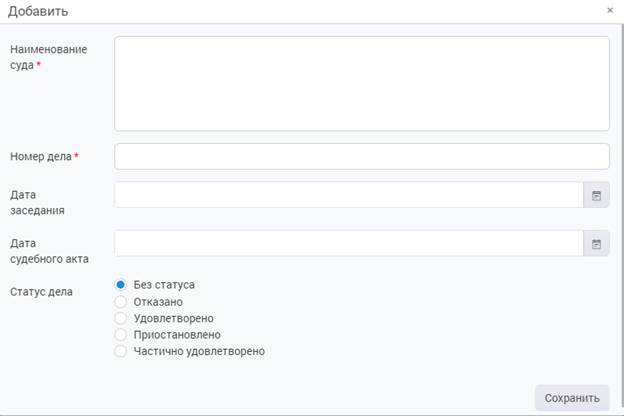 Добавить ×
Наименование
суда *
Номер дела *
Дата
заседания
Дата
судебного акта
Статус дела
Без статуса
Отказано
Удовлетворено
Приостановлено
Частично удовлетворено
Сохранить